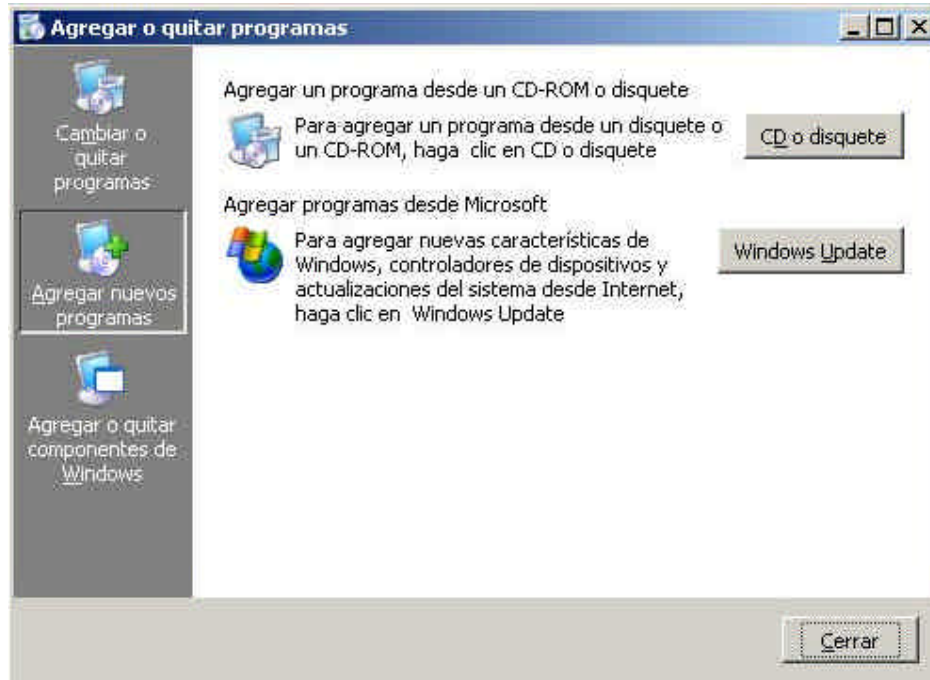 Agregar o quitar programas
Cambiar o
quitar
programas
Agregar nuevos
programas
Agregar o quitar
componentes de
Windows
Agregar un programa desde un CD-ROM o disquete
Para agregar un programa desde un disquete o
un CD-ROM, haga clic en CD o disquete
CD o disquete
Agregar programas desde Microsoft
Para agregar nuevas características de
Windows, controladores de dispositivos y
actualizaciones del sistema desde Internet,
haga clic en Windows Update
Windows Update
Cerrar